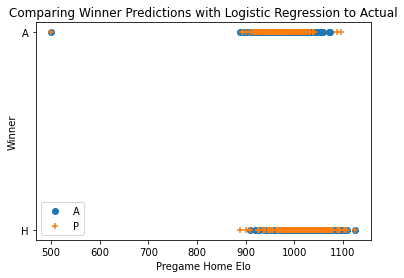 Comparing Winner Predictions with Logistic Regression to Actual
A
Winner
H
A
P
500 600 700 800 900 1000 1100
Pregame Home Elo